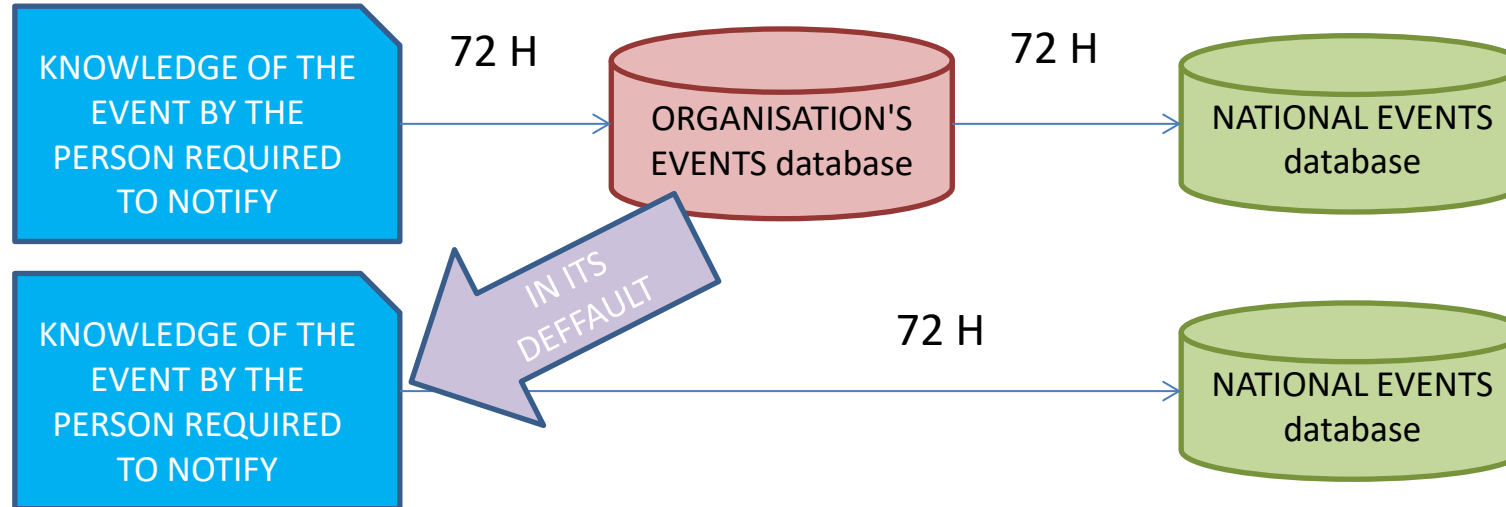 KNOWLEDGE OF THE
EVENT BY THE
PERSON REQUIRED
TO NOTIFY
72 H
ORGANISATION'S
EVENTS database
72 H
NATIONAL EVENTS
database
IN ITS
DEFFAULT
KNOWLEDGE OF THE
EVENT BY THE
PERSON REQUIRED
TO NOTIFY
72 H
NATIONAL EVENTS
database